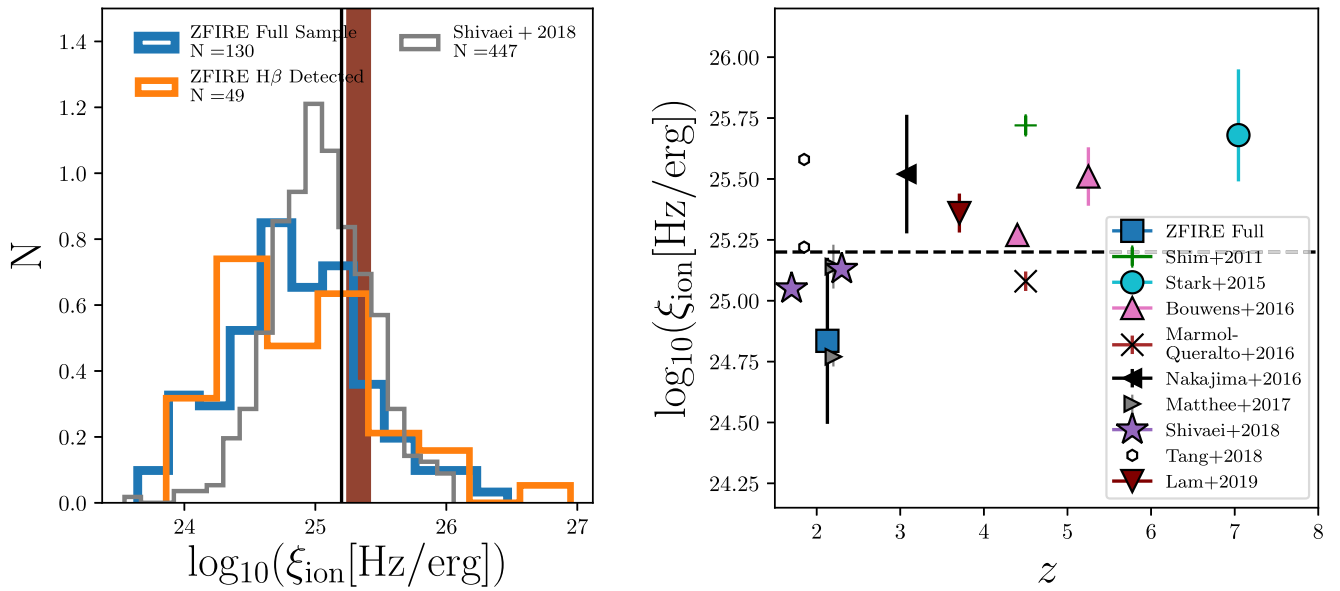 ZFIRE Full Sample
N =130
ZFIRE Hβ Detected
N =49
Shivaei + 2018
N =447
1.4
1.2
1.0
0.8
0.6
0.4
0.2
0.0
N
24 25 26 27
log₁₀(ξᵢₒₙ[Hz/erg])
26.00
25.75
25.50
25.25
25.00
24.75
24.50
24.25
log₁₀(ξᵢₒₙ[Hz/erg])
ZFIRE Full
Shim+2011
Stark+2015
Bouwens+2016
Marmol-
Queralto+2016
Nakajima+2016
Matthee+2017
Shivaei+2018
Tang+2018
Lam+2019
2 3 4 5 6 7 8
z